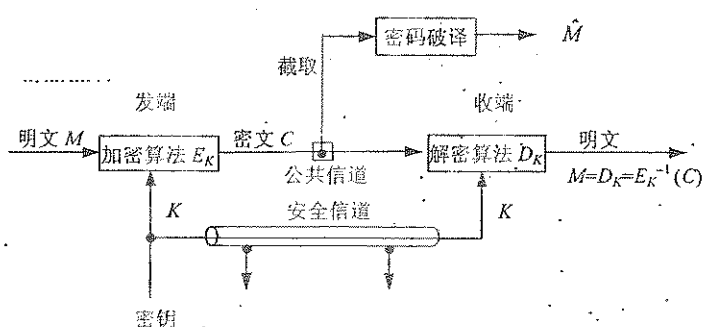 密码破译
M̂
截取
发端
收端
明文 M
加密算法 E_K
密文 C
公共信道
解密算法 D_K
明文
M=D_K=E_K⁻¹(C)
K
安全信道
K
密钥